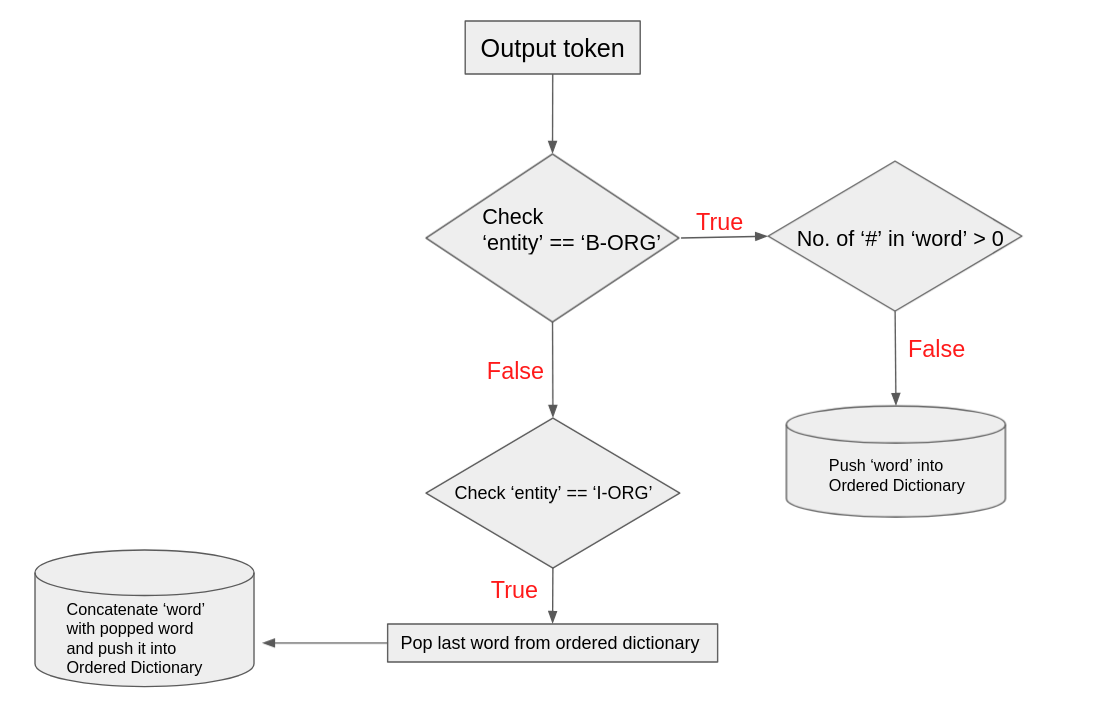 Output token
Check
‘entity’ == ‘B-ORG’
True
No. of ‘#’ in ‘word’ > 0
False
False
Push ‘word’ into
Ordered Dictionary
Check ‘entity’ == ‘I-ORG’
True
Pop last word from ordered dictionary
Concatenate ‘word’
with popped word
and push it into
Ordered Dictionary